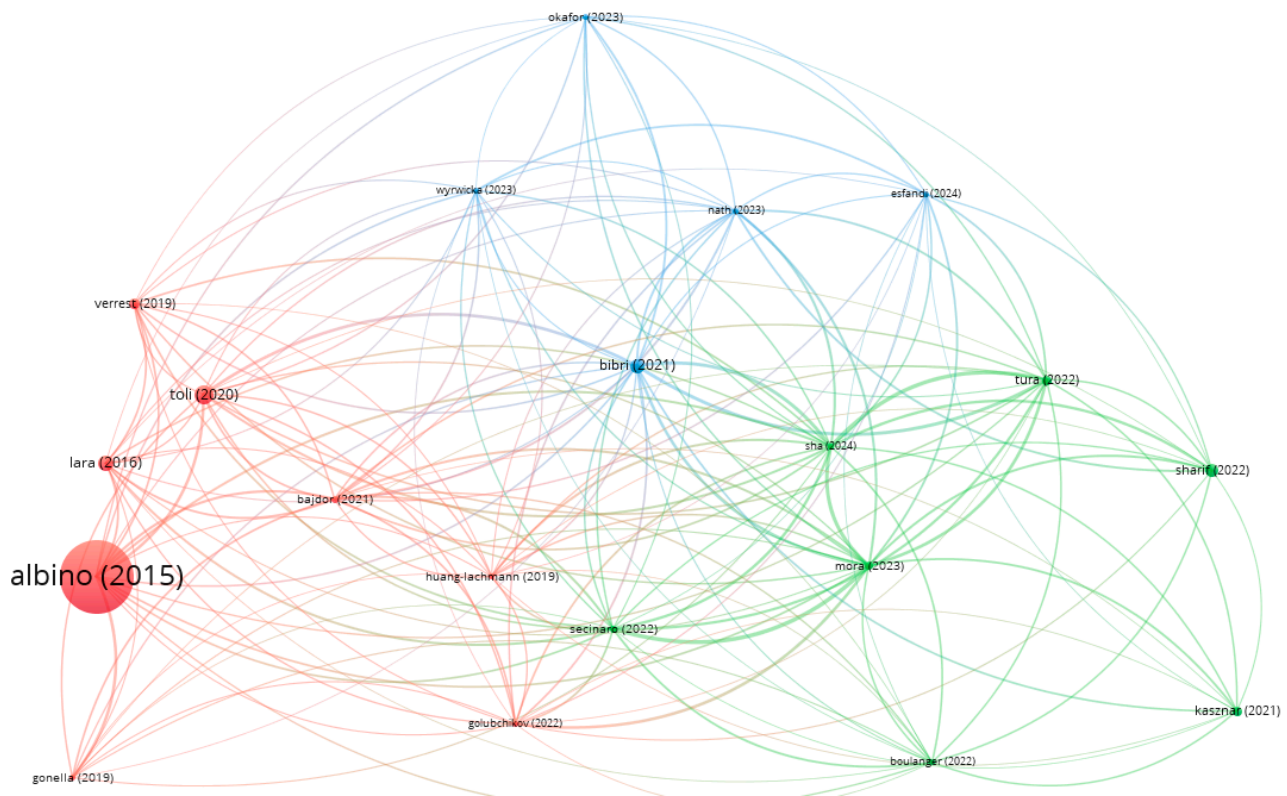 okafor (2023)
wyrwicka (2023)
esfandi (2024)
nath (2023)
verrest (2019)
bibri (2021)
tura (2022)
toli (2020)
sha (2024)
lara (2016)
sharif (2022)
bajdor (2021)
mora (2023)
albino (2015)
huang-lachmann (2019)
secinaro (2022)
kasznar (2021)
golubchikov (2022)
boulanger (2022)
gonella (2019)